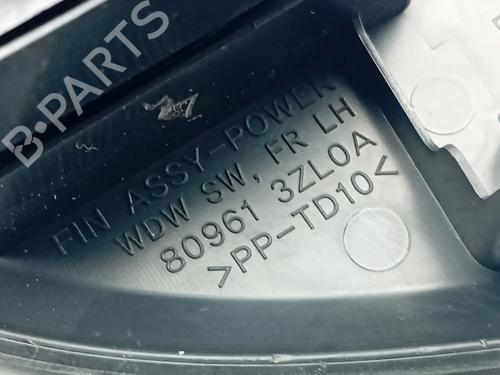 B-PARTS
FIN ASSY-POWER
WDW SW, FR LH
80961 3ZL0A
>PP-TD10<